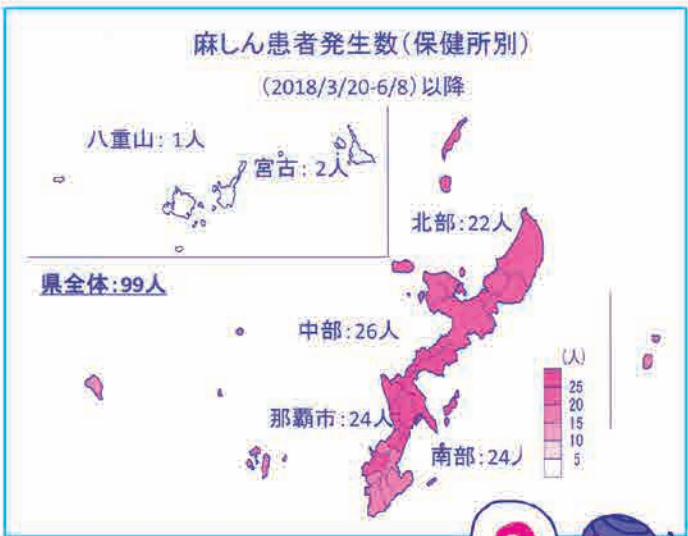 麻しん患者発生数(保健所別)
(2018/3/20-6/8)以降
八重山: 1人
宮古: 2人
北部:22人
県全体:99人
中部:26人
(人)
25
20
15
10
5
那覇市:24人
南部:24人